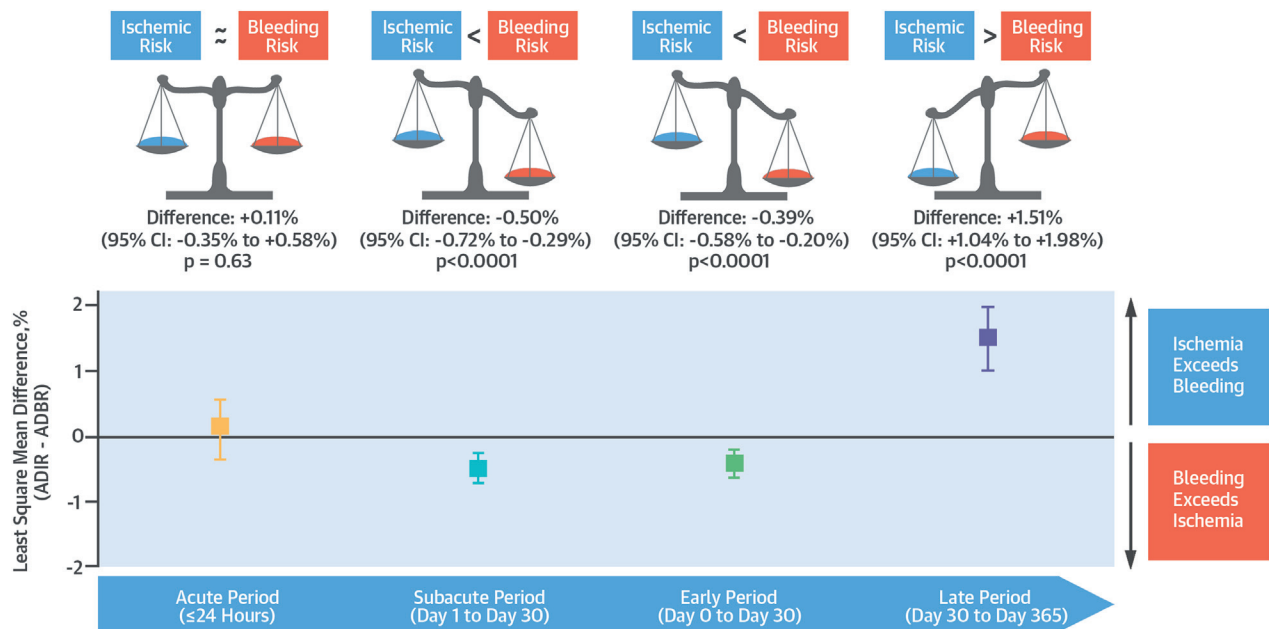 Ischemic
Risk
≈
Bleeding
Risk
Ischemic
Risk
<
Bleeding
Risk
Ischemic
Risk
<
Bleeding
Risk
Ischemic
Risk
>
Bleeding
Risk
Difference: +0.11%
(95% CI: -0.35% to +0.58%)
p = 0.63
Difference: -0.50%
(95% CI: -0.72% to -0.29%)
p<0.0001
Difference: -0.39%
(95% CI: -0.58% to -0.20%)
p<0.0001
Difference: +1.51%
(95% CI: +1.04% to +1.98%)
p<0.0001
Least Square Mean Difference,%
(ADIR - ADBR)
2
1
0
-1
-2
Ischemia
Exceeds
Bleeding
Bleeding
Exceeds
Ischemia
Acute Period
(≤24 Hours)
Subacute Period
(Day 1 to Day 30)
Early Period
(Day 0 to Day 30)
Late Period
(Day 30 to Day 365)